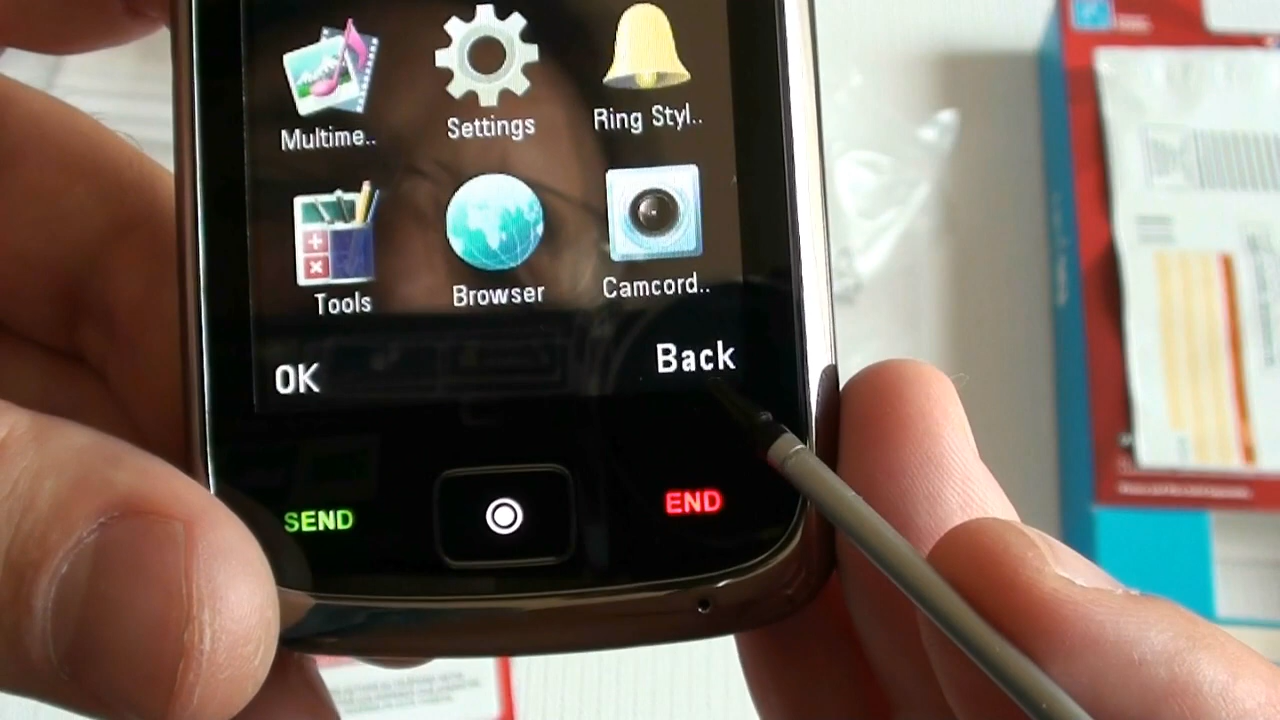 Multime.. Settings Ring Styl..
Tools Browser Camcord..
OK Back
SEND END